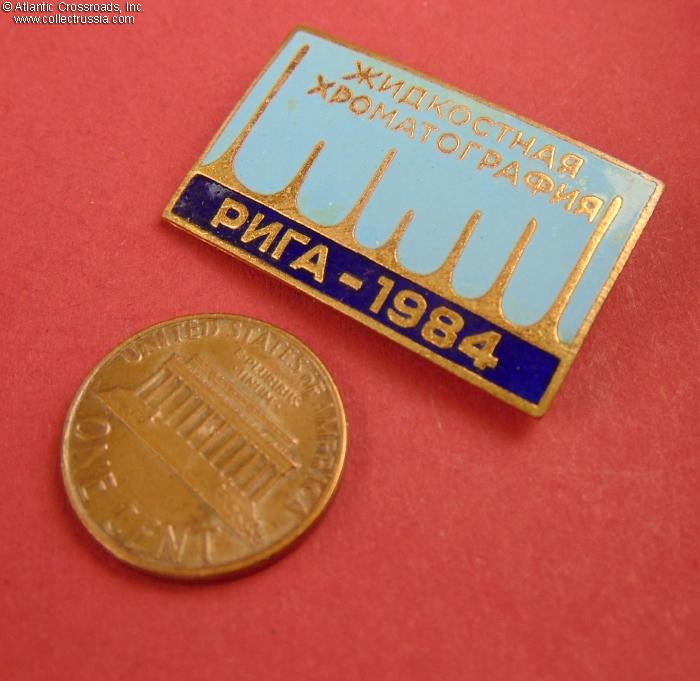 © Atlantic Crossroads, Inc.
www.collectrussia.com
ЖИДКОСТНАЯ
ХРОМАТОГРАФИЯ
РИГА-1984
UNITED STATES OF AMERICA
E PLURIBUS
UNUM
ONE CENT